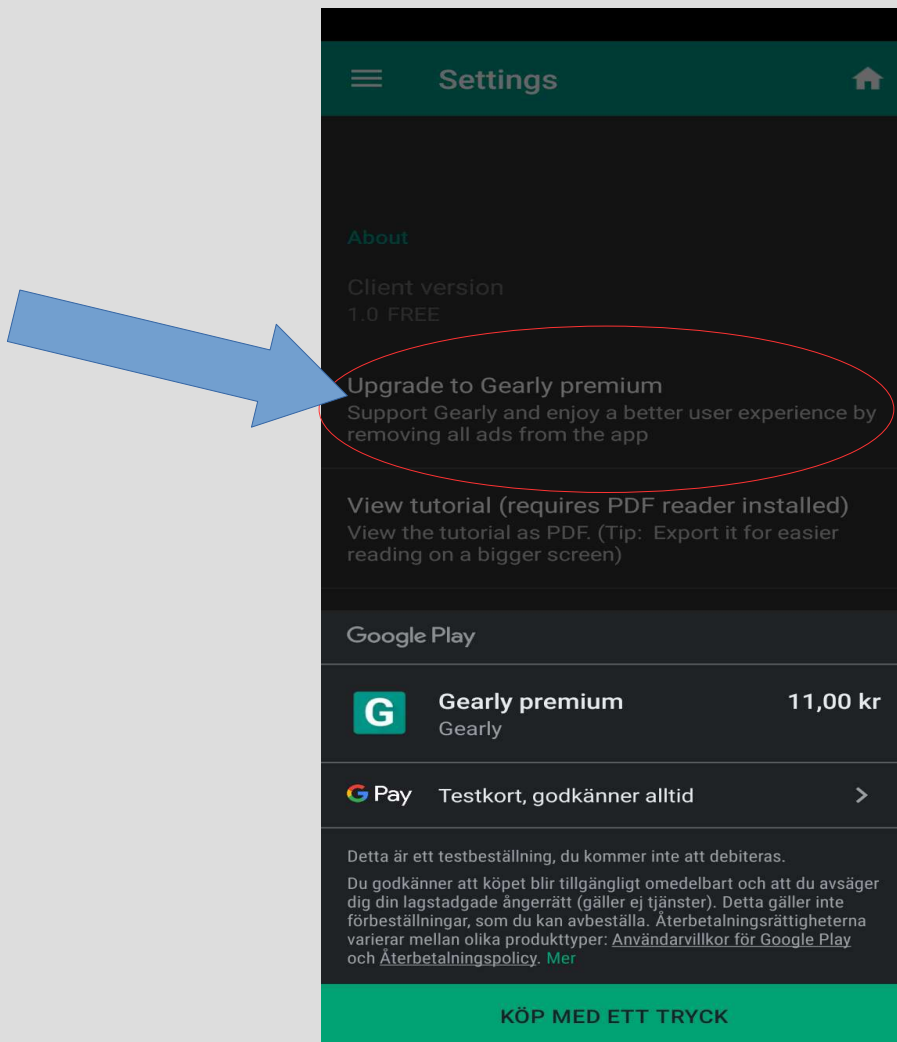 Settings
About
Client version
1.0 FREE
Upgrade to Gearly premium
Support Gearly and enjoy a better user experience by
removing all ads from the app
View tutorial (requires PDF reader installed)
View the tutorial as PDF. (Tip: Export it for easier
reading on a bigger screen)
Google Play
G Gearly premium 11,00 kr
Gearly
G Pay Testkort, godkänner alltid
Detta är ett testbeställning, du kommer inte att debiteras.
Du godkänner att köpet blir tillgängligt omedelbart och att du avsäger
dig din lagstadgade ångerrätt (gäller ej tjänster). Detta gäller inte
förbeställningar, som du kan avbeställa. Återbetalningsrättigheterna
varierar mellan olika produkttyper: Användarvillkor för Google Play
och Återbetalningspolicy. Mer
KÖP MED ETT TRYCK